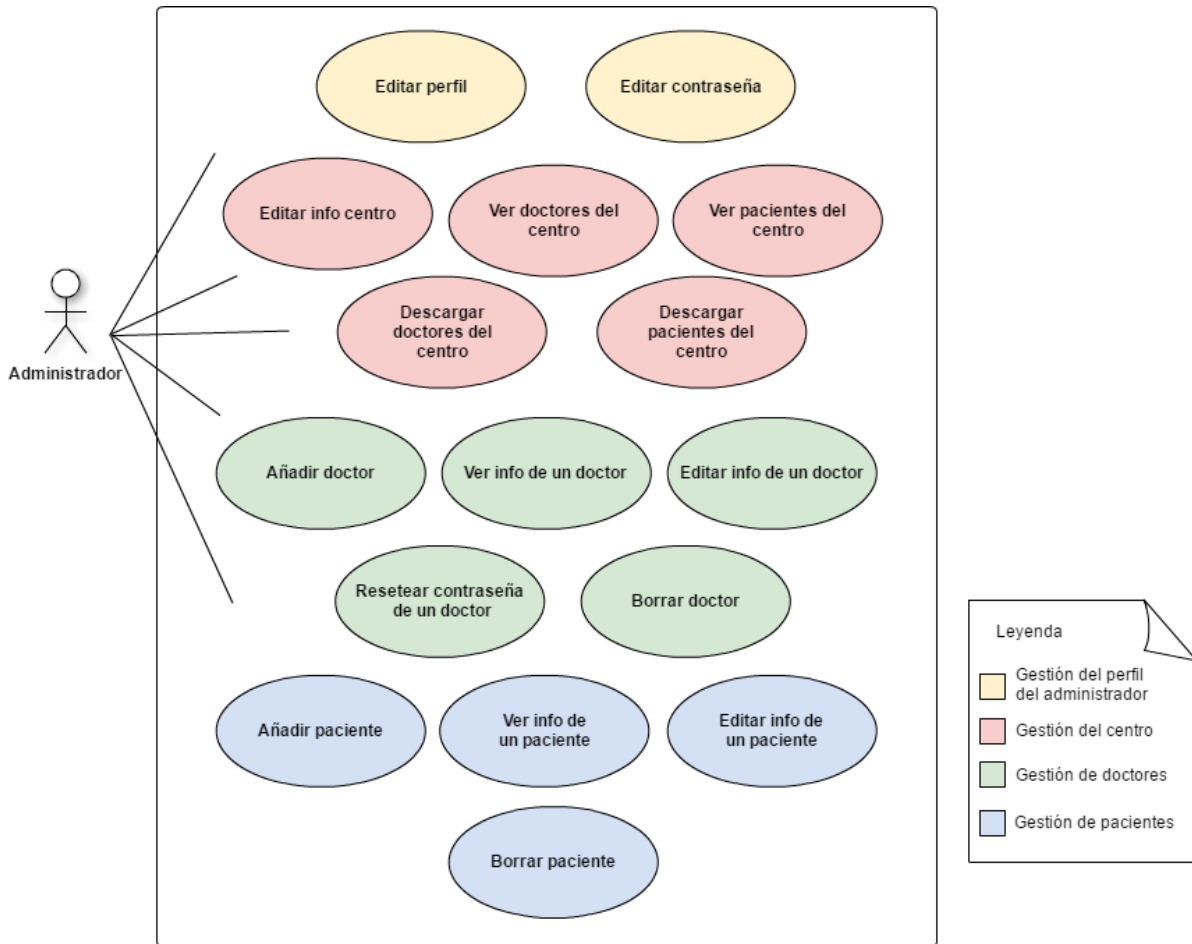 Editar perfil
Editar contraseña
Editar info centro
Ver doctores del
centro
Ver pacientes del
centro
Descargar
doctores del
centro
Descargar
pacientes del
centro
Administrador
Añadir doctor
Ver info de un doctor
Editar info de un doctor
Resetear contraseña
de un doctor
Borrar doctor
Añadir paciente
Ver info de
un paciente
Editar info de
un paciente
Borrar paciente
Leyenda
Gestión del perfil
del administrador
Gestión del centro
Gestión de doctores
Gestión de pacientes